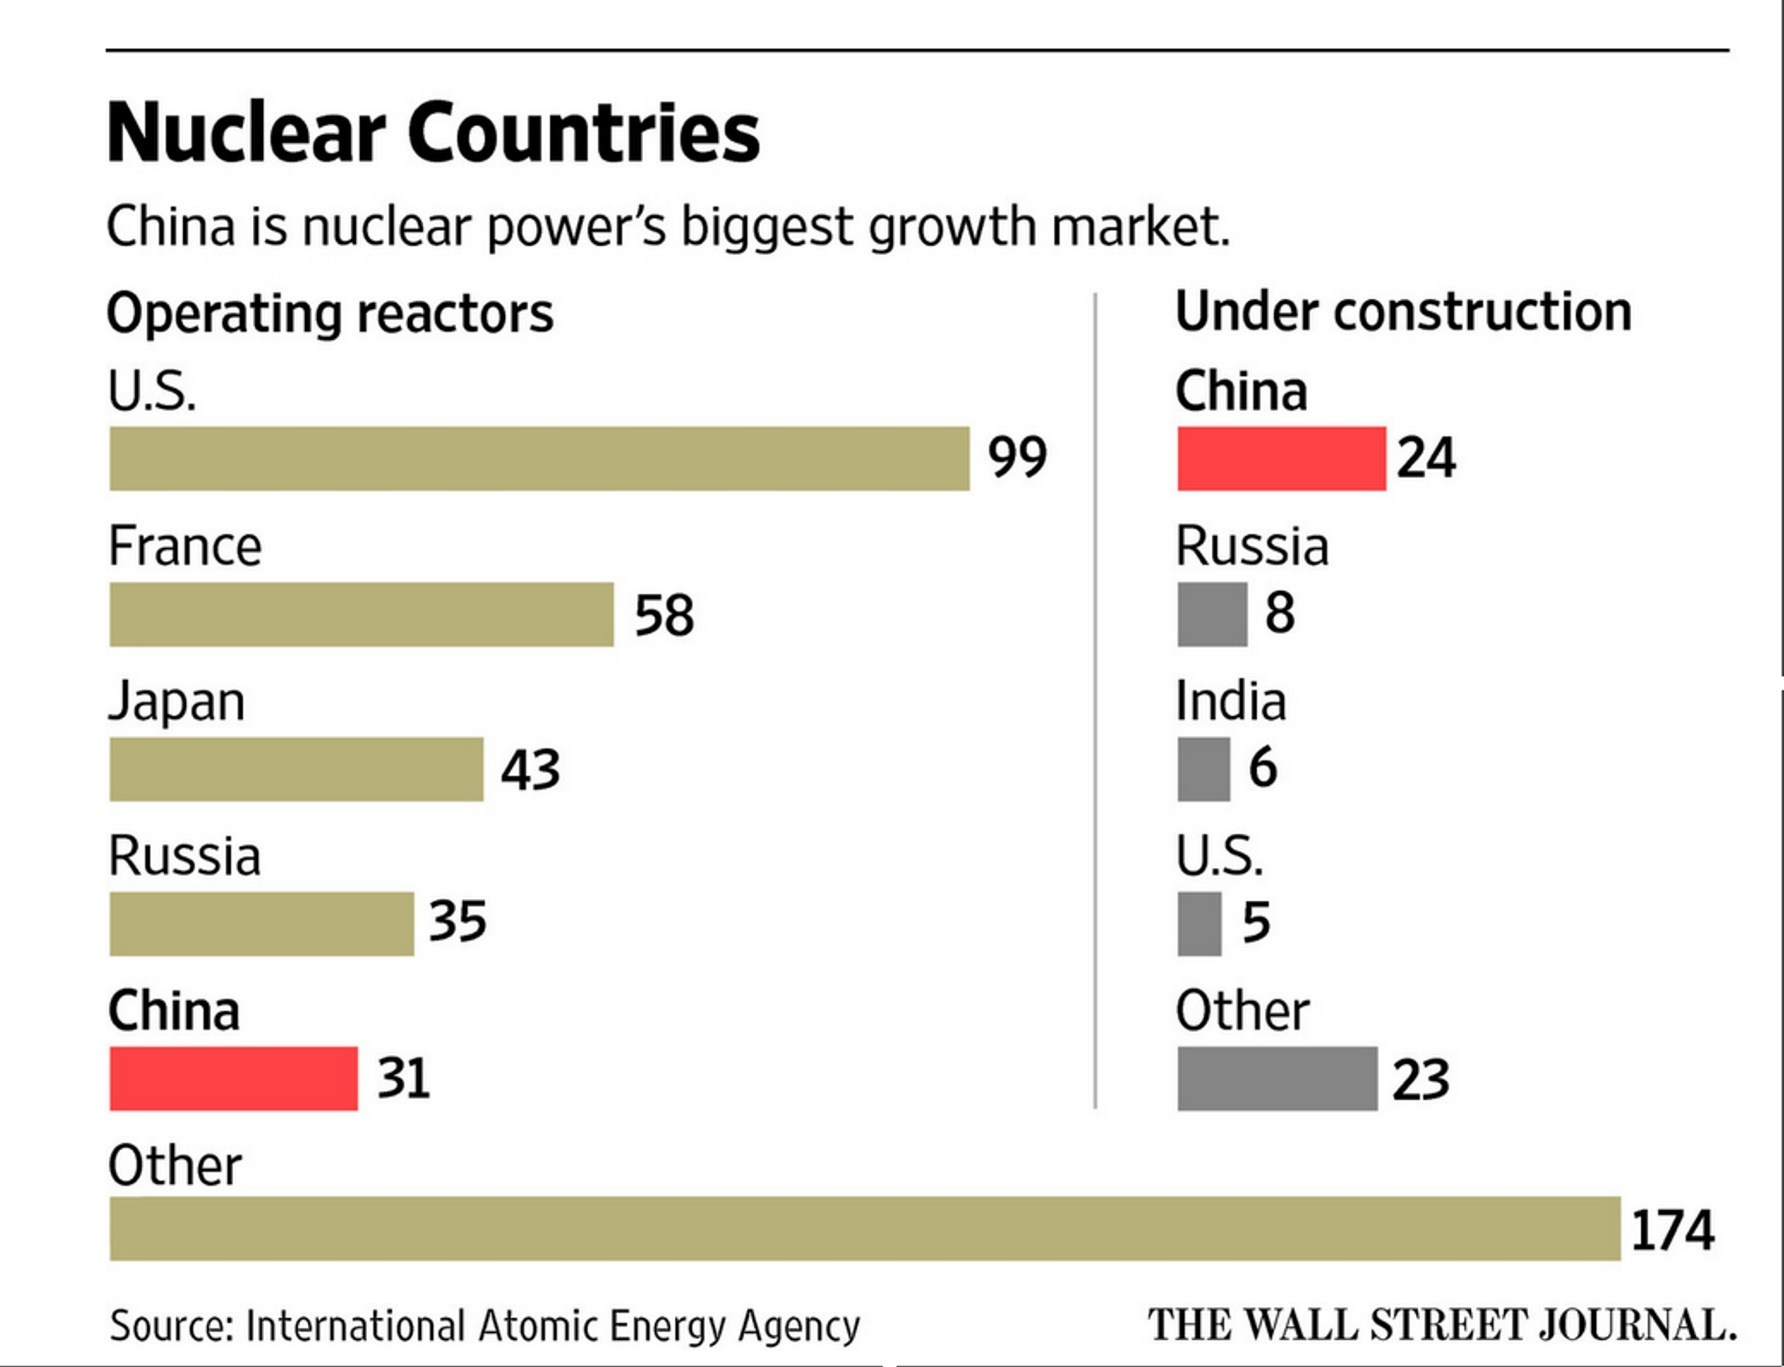 Nuclear Countries
China is nuclear power’s biggest growth market.
Operating reactors
U.S.
99
France
58
Japan
43
Russia
35
China
31
Other
174
Under construction
China
24
Russia
8
India
6
U.S.
5
Other
23
Source: International Atomic Energy Agency
THE WALL STREET JOURNAL.